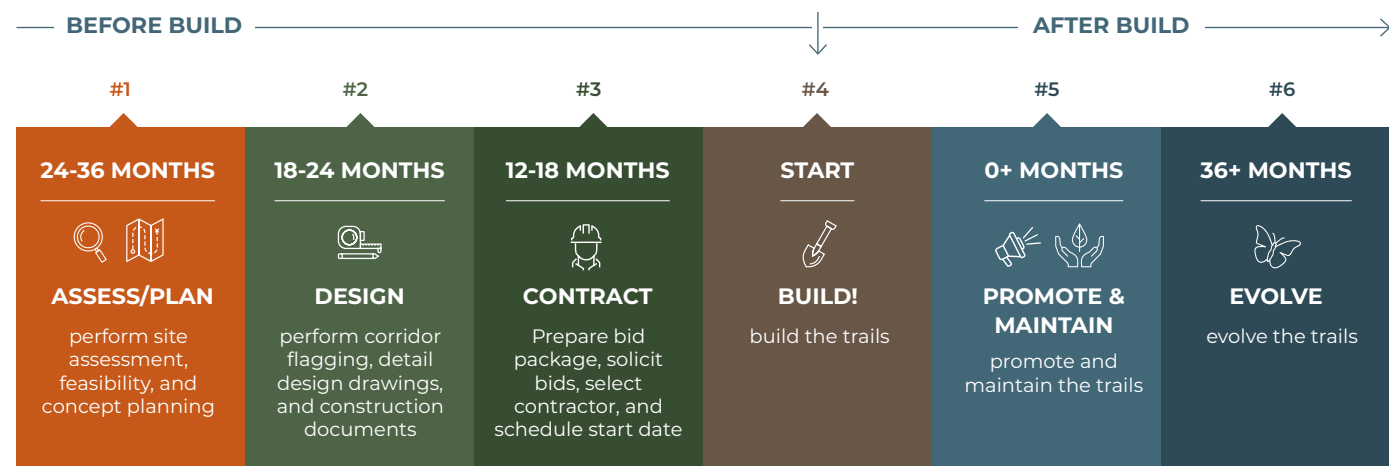 BEFORE BUILD
AFTER BUILD
#1
#2
#3
#4
#5
#6
24-36 MONTHS
ASSESS/PLAN
perform site
assessment,
feasibility, and
concept planning
18-24 MONTHS
DESIGN
perform corridor
flagging, detail
design drawings,
and construction
documents
12-18 MONTHS
CONTRACT
Prepare bid
package, solicit
bids, select
contractor, and
schedule start date
START
BUILD!
build the trails
0+ MONTHS
PROMOTE &
MAINTAIN
promote and
maintain the trails
36+ MONTHS
EVOLVE
evolve the trails